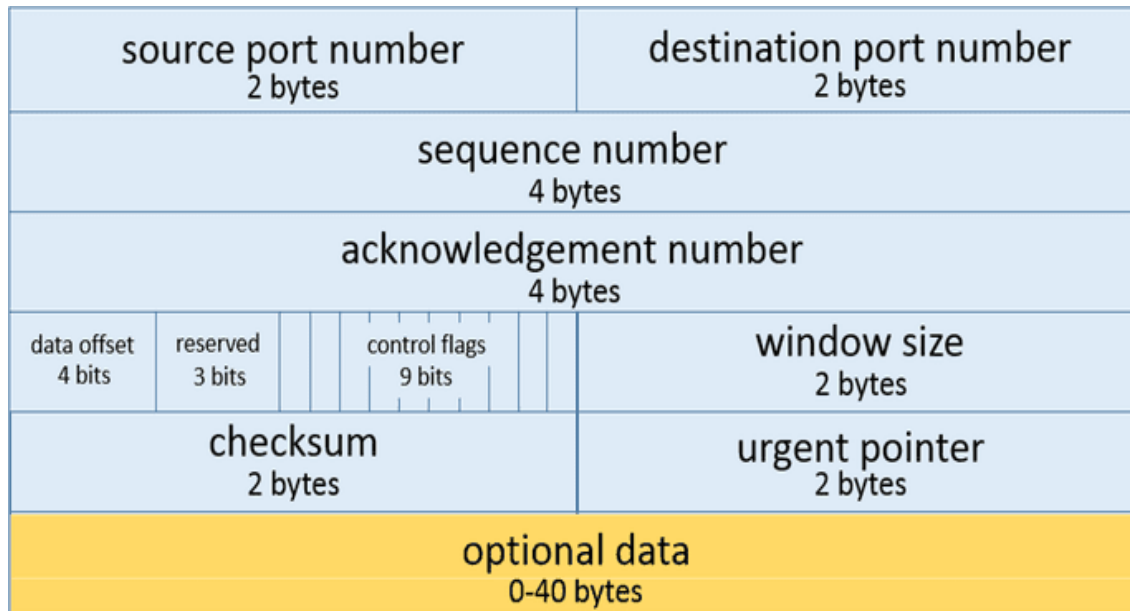 source port number
2 bytes
destination port number
2 bytes
sequence number
4 bytes
acknowledgement number
4 bytes
data offset
4 bits
reserved
3 bits
control flags
9 bits
window size
2 bytes
checksum
2 bytes
urgent pointer
2 bytes
optional data
0-40 bytes